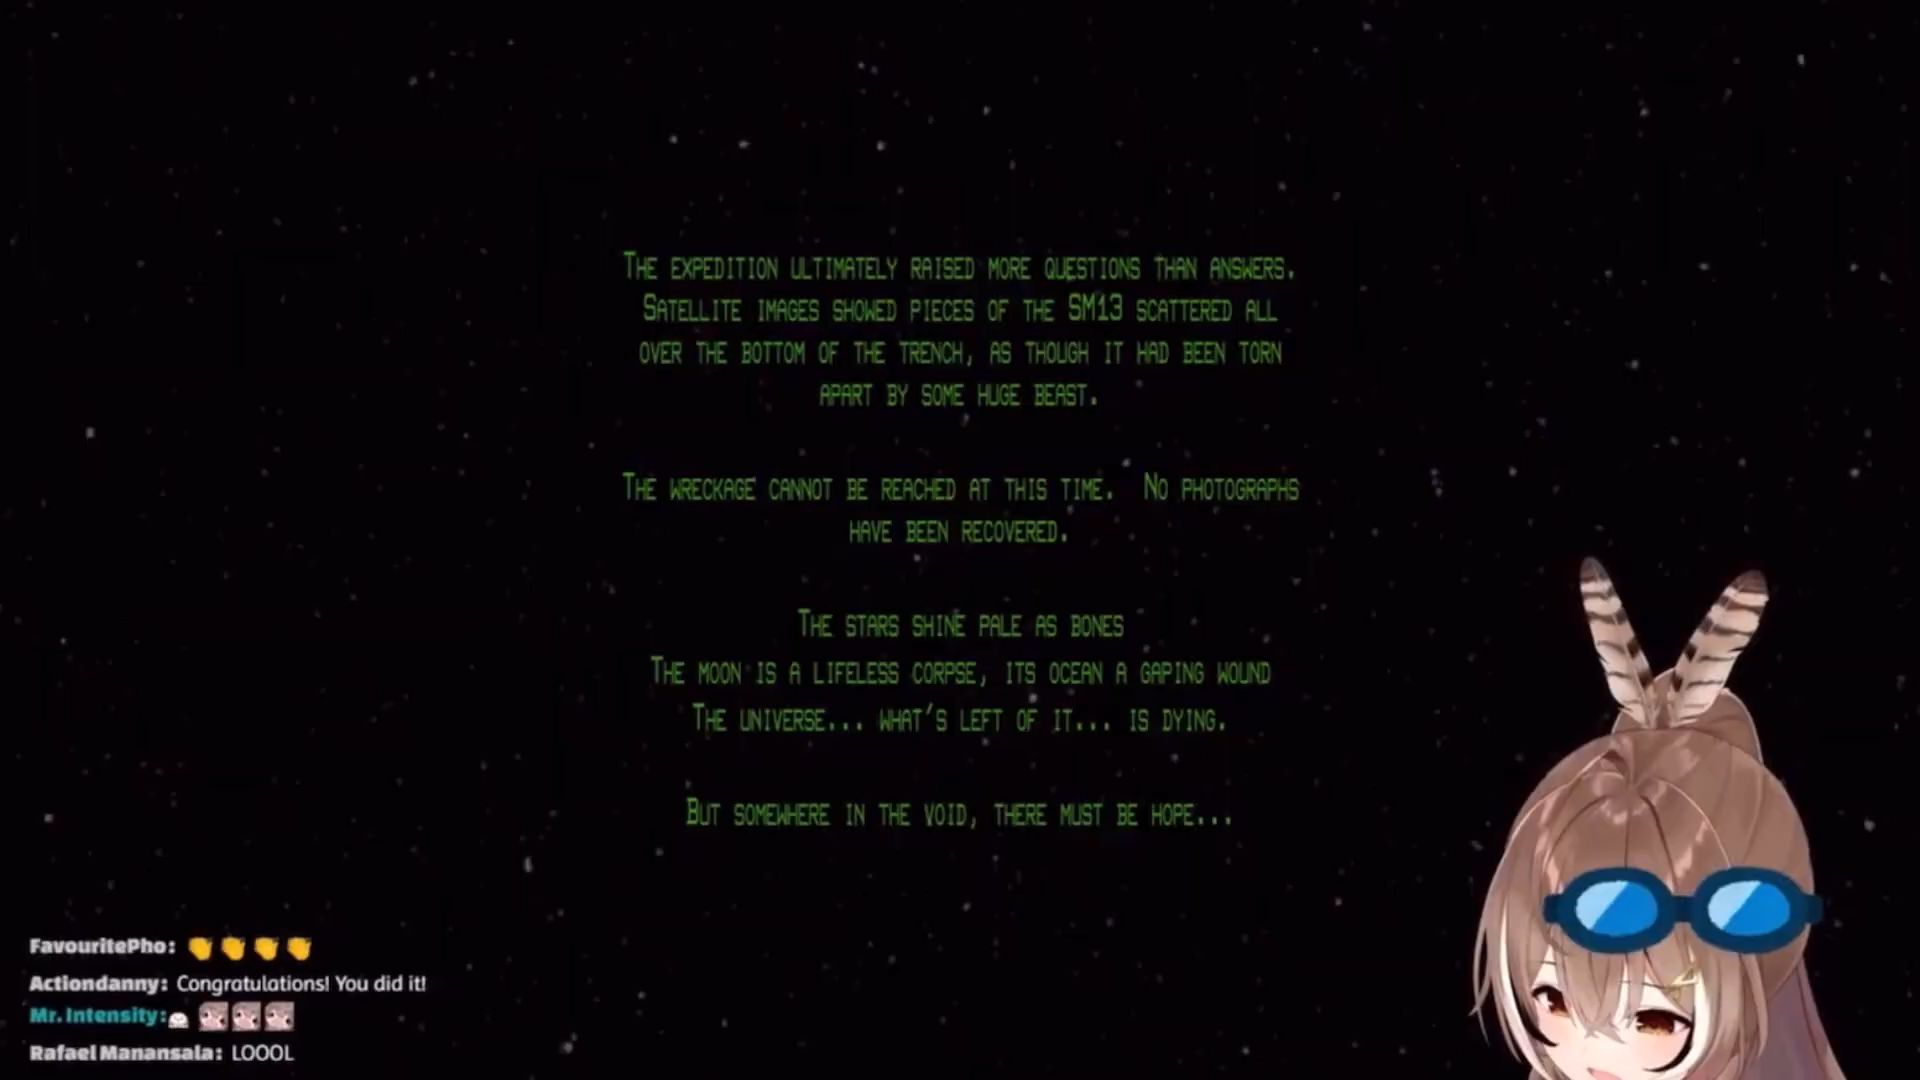 The expedition ultimately raised more questions than answers.
Satellite images showed pieces of the SM13 scattered all
over the bottom of the trench, as though it had been torn
apart by some huge beast.
The wreckage cannot be reached at this time. No photographs
have been recovered.
The stars shine pale as bones
The moon is a lifeless corpse, its ocean a gaping wound
The universe... what's left of it... is dying.
But somewhere in the void, there must be hope...
FavouritePho: 👏 👏 👏 👏
Actiondanny: Congratulations! You did it!
Mr. Intensity:
Rafael Manansala: LOOOL